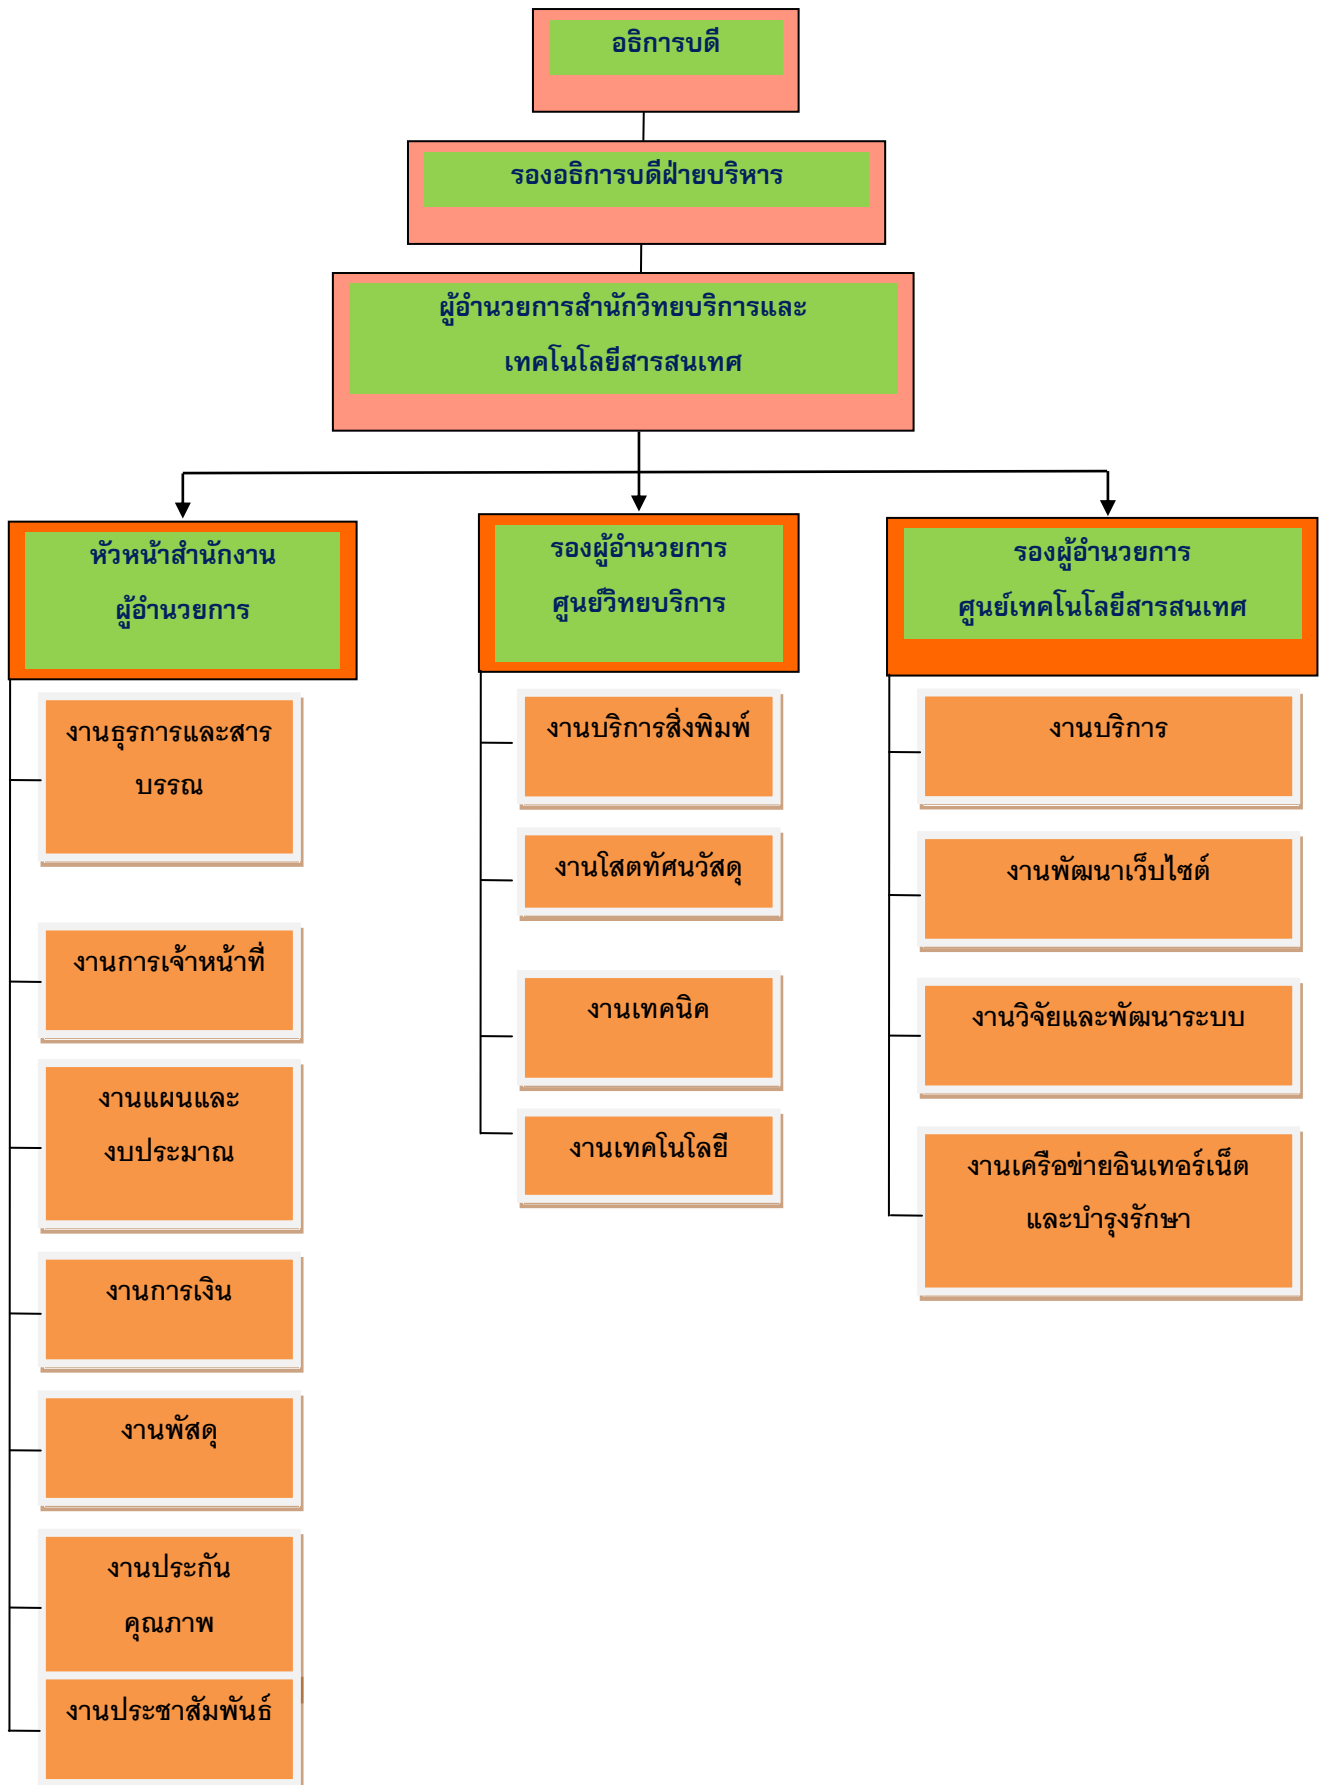 อธิการบดี
รองอธิการบดีฝ่ายบริหาร
ผู้อำนวยการสำนักวิทยบริการและ
เทคโนโลยีสารสนเทศ
หัวหน้าสำนักงาน
ผู้อำนวยการ
งานธุรการและสาร
บรรณ
งานการเจ้าหน้าที่
งานแผนและ
งบประมาณ
งานการเงิน
งานพัสดุ
งานประกัน
คุณภาพ
งานประชาสัมพันธ์
รองผู้อำนวยการ
ศูนย์วิทยบริการ
งานบริการสิ่งพิมพ์
งานโสตทัศนวัสดุ
งานเทคนิค
งานเทคโนโลยี
รองผู้อำนวยการ
ศูนย์เทคโนโลยีสารสนเทศ
งานบริการ
งานพัฒนาเว็บไซต์
งานวิจัยและพัฒนาระบบ
งานเครือข่ายอินเทอร์เน็ต
และบำรุงรักษา